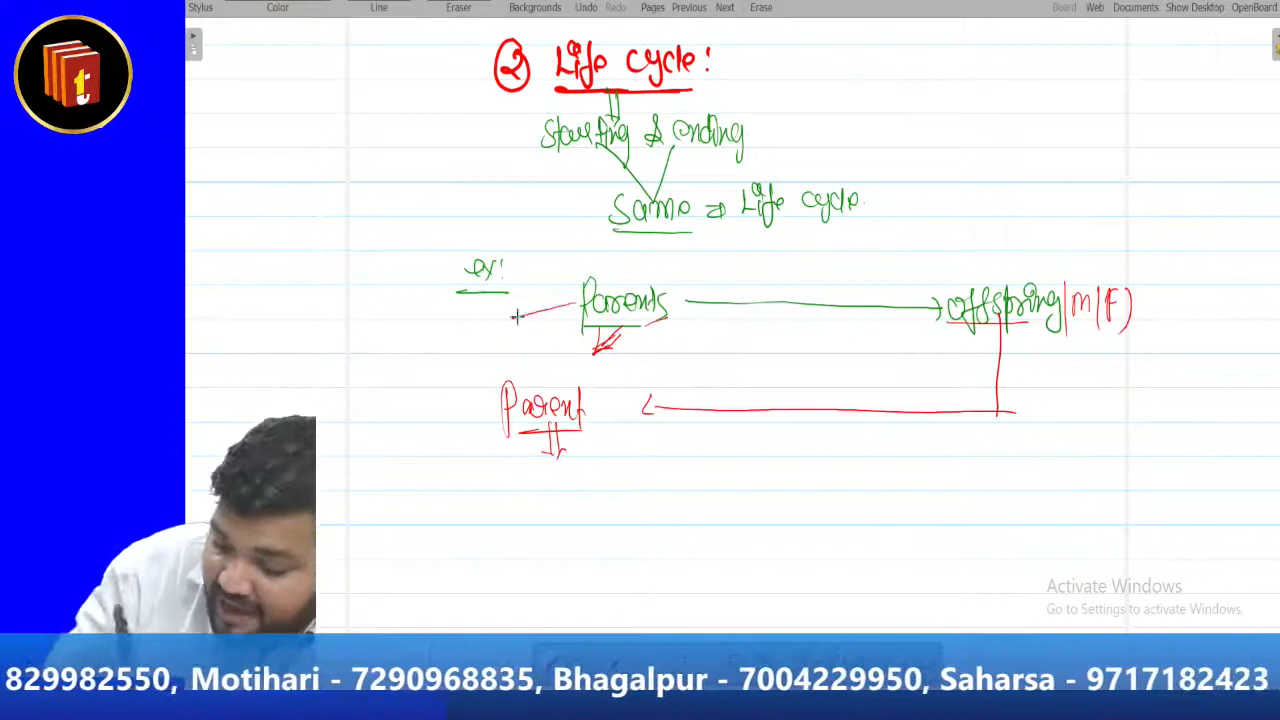 Stylus Color Line Eraser Backgrounds Undo Redo Pages Previous Next Erase Board Web Documents Show Desktop OpenBoard
t
② Life cycle:
Starting & ending
Same ⇒ Life cycle.
ex:
Parents → offspring|M|F)
Parent ←
Activate Windows
Go to Settings to activate Windows.
829982550, Motihari - 7290968835, Bhagalpur - 7004229950, Saharsa - 9717182423